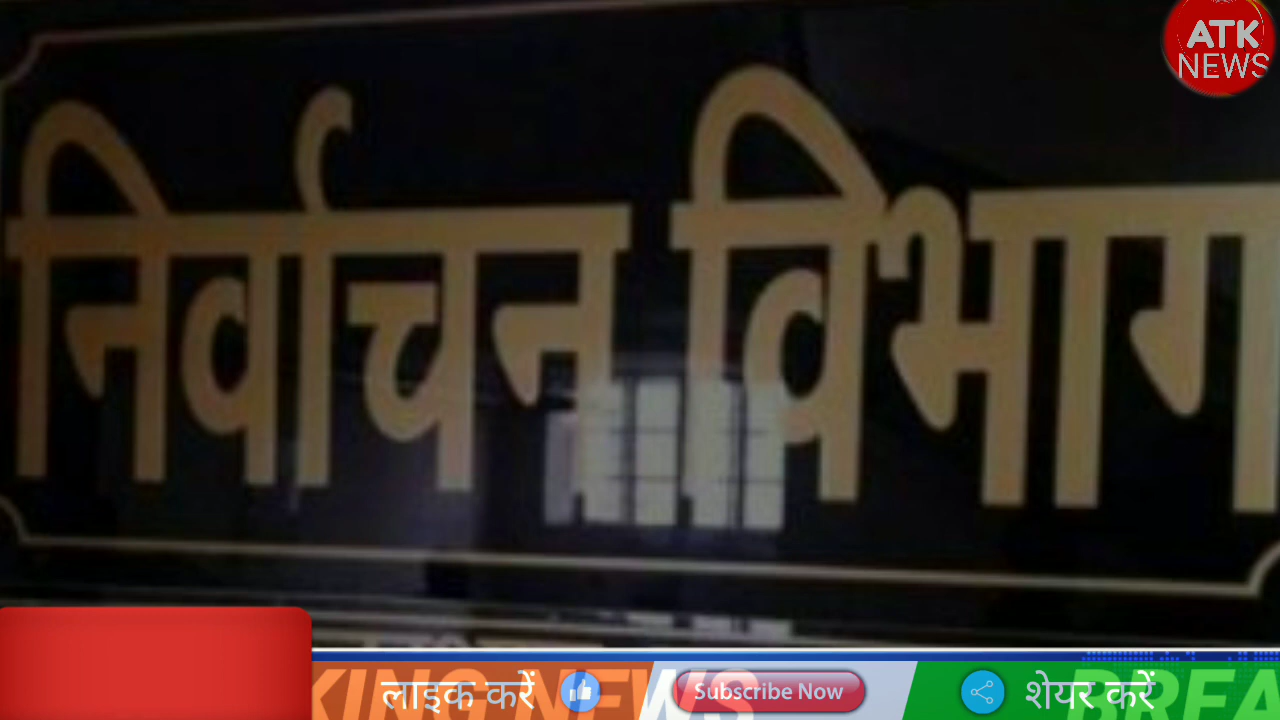 ATK
NEWS
निर्वाचन विभाग
KING NEWS
BREA
लाइक करें
Subscribe Now
शेयर करें